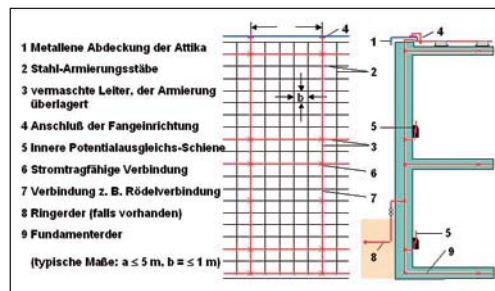 1 Metallene Abdeckung der Attika
2 Stahl-Armierungsstäbe
3 vermaschte Leiter, der Armierung
überlagert
4 Anschluß der Fangeinrichtung
5 Innere Potentialausgleichs-Schiene
6 Stromtragfähige Verbindung
7 Verbindung z. B. Rödelverbindung
8 Ringerder (falls vorhanden)
9 Fundamenterder
(typische Maße: a ≤ 5 m, b = ≤ 1 m)
4
2
b
3
6
7
1
4
5
5
8
9